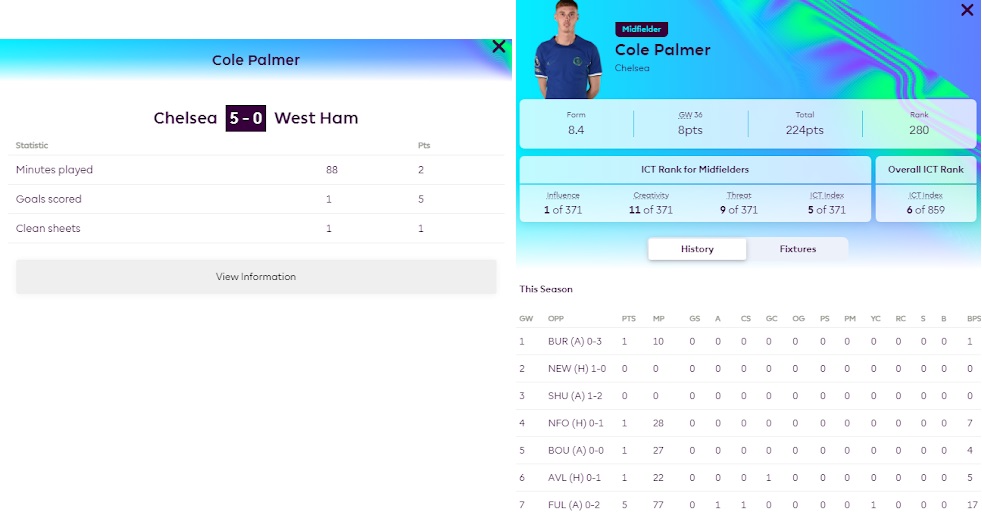 Cole Palmer
Chelsea 5 - 0 West Ham
Statistic Pts
Minutes played 88 2
Goals scored 1 5
Clean sheets 1 1
View Information
Midfielder
Cole Palmer
Chelsea
Form GW 36 Total Rank
8.4 8pts 224pts 280
ICT Rank for Midfielders Overall ICT Rank
Influence Creativity Threat ICT Index ICT Index
1 of 371 11 of 371 9 of 371 5 of 371 6 of 859
History Fixtures
This Season
GW OPP PTS MP GS A CS GC OG PS PM YC RC S B BPS
1 BUR (A) 0-3 1 10 0 0 0 0 0 0 0 0 0 0 0 1
2 NEW (H) 1-0 0 0 0 0 0 0 0 0 0 0 0 0 0 0
3 SHU (A) 1-2 0 0 0 0 0 0 0 0 0 0 0 0 0 0
4 NFO (H) 0-1 1 28 0 0 0 0 0 0 0 0 0 0 0 7
5 BOU (A) 0-0 1 27 0 0 0 0 0 0 0 0 0 0 0 4
6 AVL (H) 0-1 1 22 0 0 0 1 0 0 0 0 0 0 0 5
7 FUL (A) 0-2 5 77 0 1 1 0 0 0 0 1 0 0 0 17